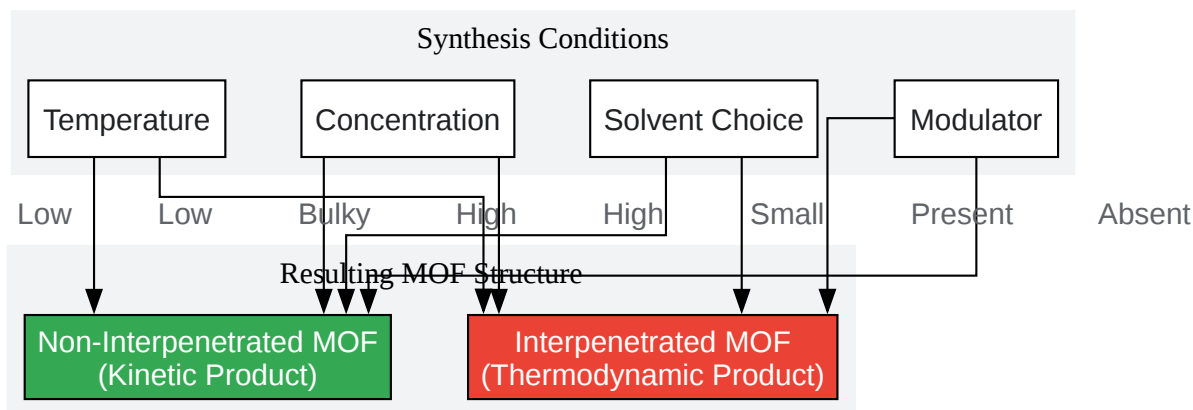 Synthesis Conditions
Temperature
Concentration
Solvent Choice
Modulator
Low
Low
Bulky
High
High
Small
Present
Absent
Resulting MOF Structure
Non-Interpenetrated MOF
(Kinetic Product)
Interpenetrated MOF
(Thermodynamic Product)